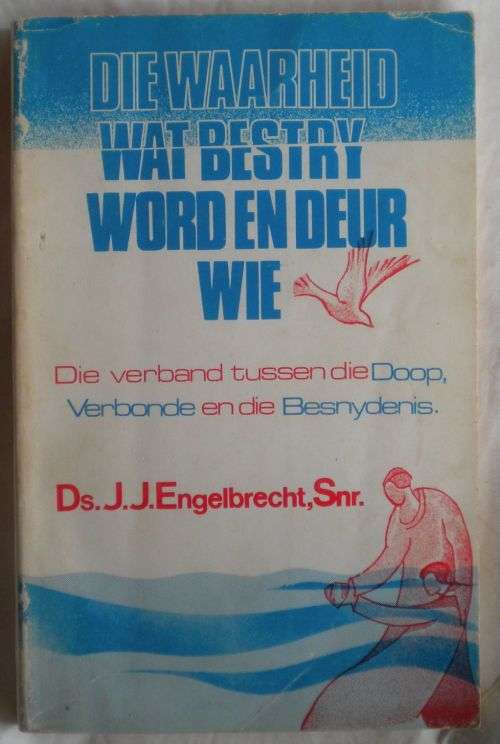 DIE WAARHEID
WAT BESTRY
WORD EN DEUR
WIE
Die verband tussen die Doop,
Verbonde en die Besnydenis.
Ds. J.J.Engelbrecht,Snr.